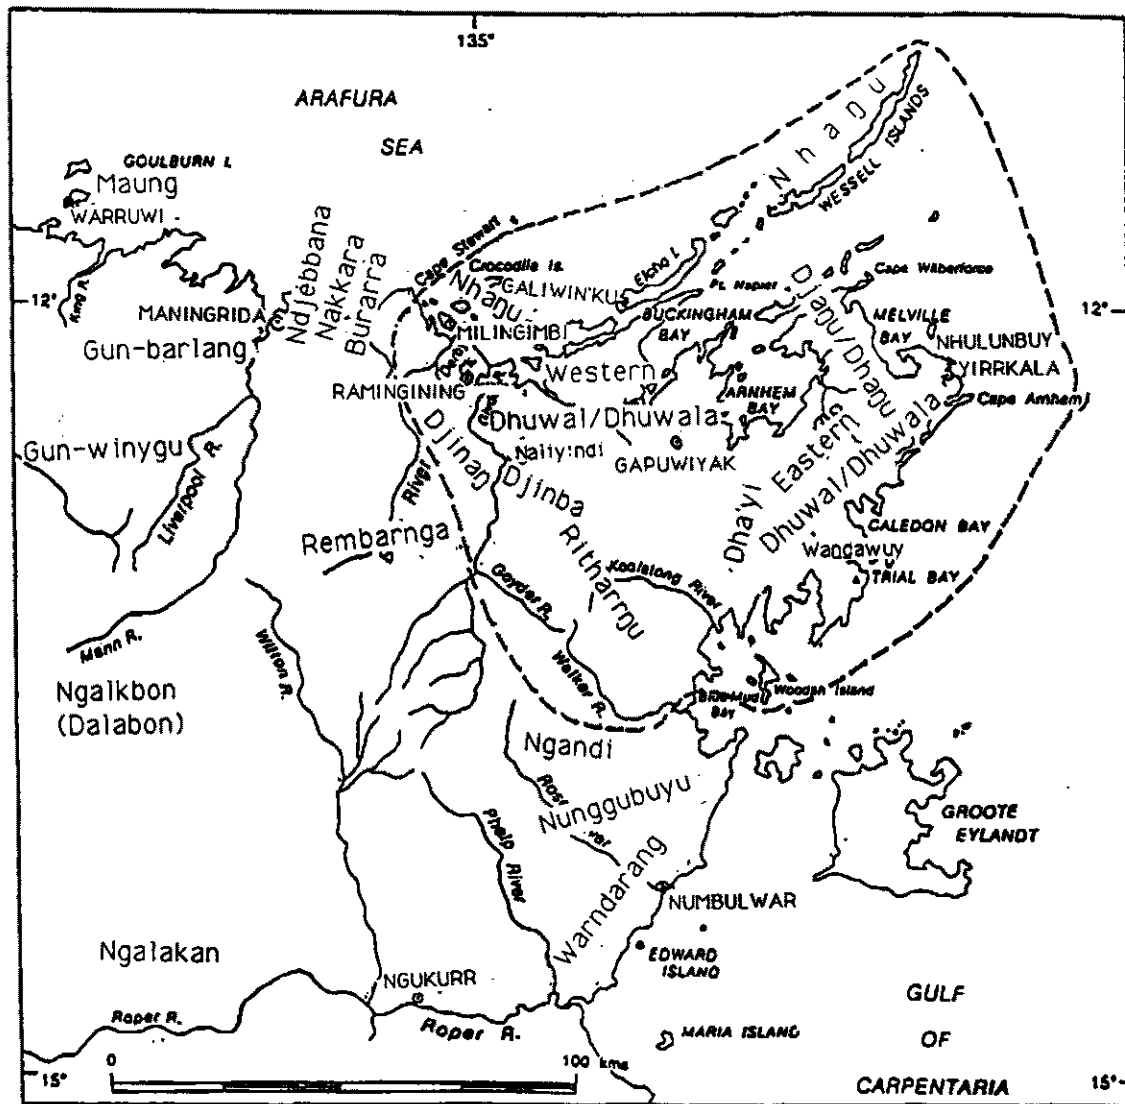 135°
ARAFURA
SEA
GOULBURN I.
Maung
WARRUWI
King R.
12°
MANINGRIDA
Gun-barlang
Ndjebbana
Nakkara
Burarra
Cape Stewart
Crocodile Is.
Nhaŋu
GALIWIN'KU
Elcho I.
Nhaŋu
WESSELL ISLANDS
MILINGIMBI
BUCKINGHAM
BAY
Pt. Napier
Djaŋu/Dhaŋu
Cape Wilberforce
MELVILLE
BAY
12°
NHULUNBUY
YIRRKALA
Cape Arnhem
RAMINGINING
Western
Dhuwal/Dhuwala
ARNHEM
BAY
GAPUWIYAK
Djinaŋ
Djinba
River
Gun-winygu
Liverpool R.
Rembarnga
Ritharrŋu
Dha'yi
Eastern
Dhuwal/Dhuwala
CALEDON BAY
Wandawuy
TRIAL BAY
Koolatong River
Goyder R.
Walker R.
Mann R.
Wilton R.
BAY
Wooden Island
Ngalkbon
(Dalabon)
Ngandi
Nunggubuyu
Phelp River
Warndarang
GROOTE
EYLANDT
NUMBULWAR
EDWARD
ISLAND
Ngalakan
NGUKURR
Roper R.
Roper R.
MARIA ISLAND
GULF
OF
CARPENTARIA
15°
0
100 kms
15°